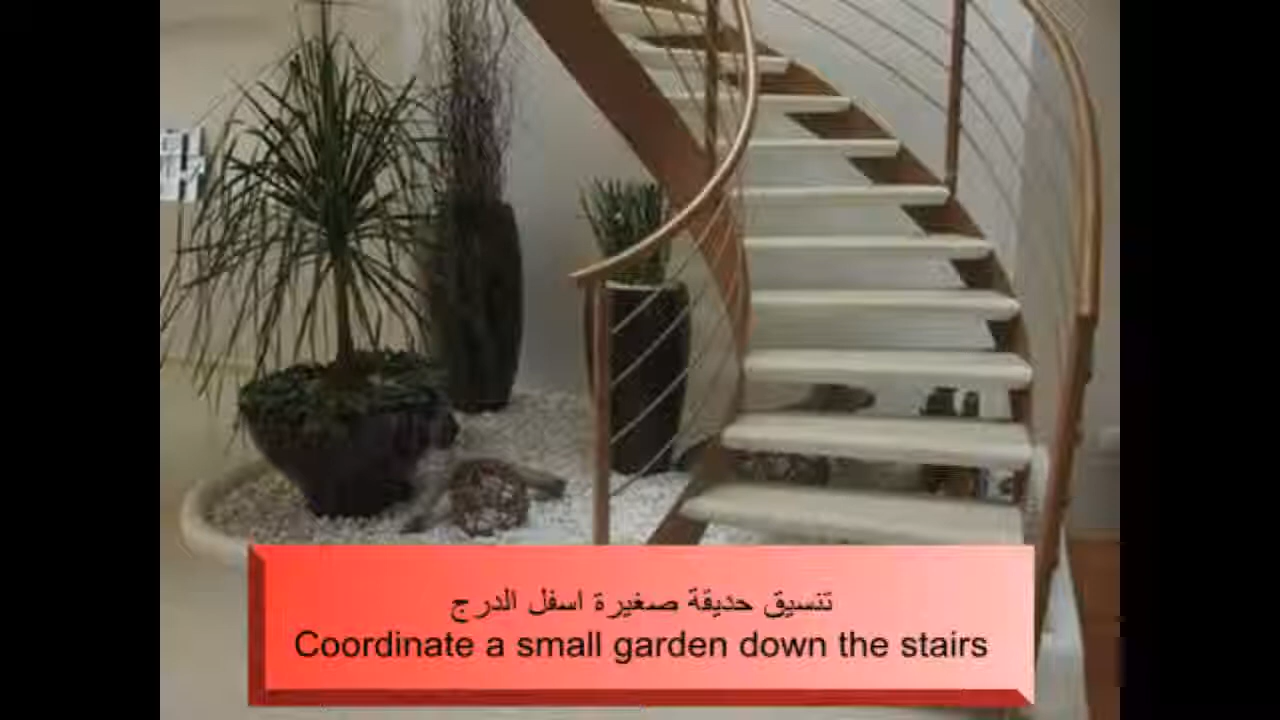 تنسيق حديقة صغيرة اسفل الدرج
Coordinate a small garden down the stairs